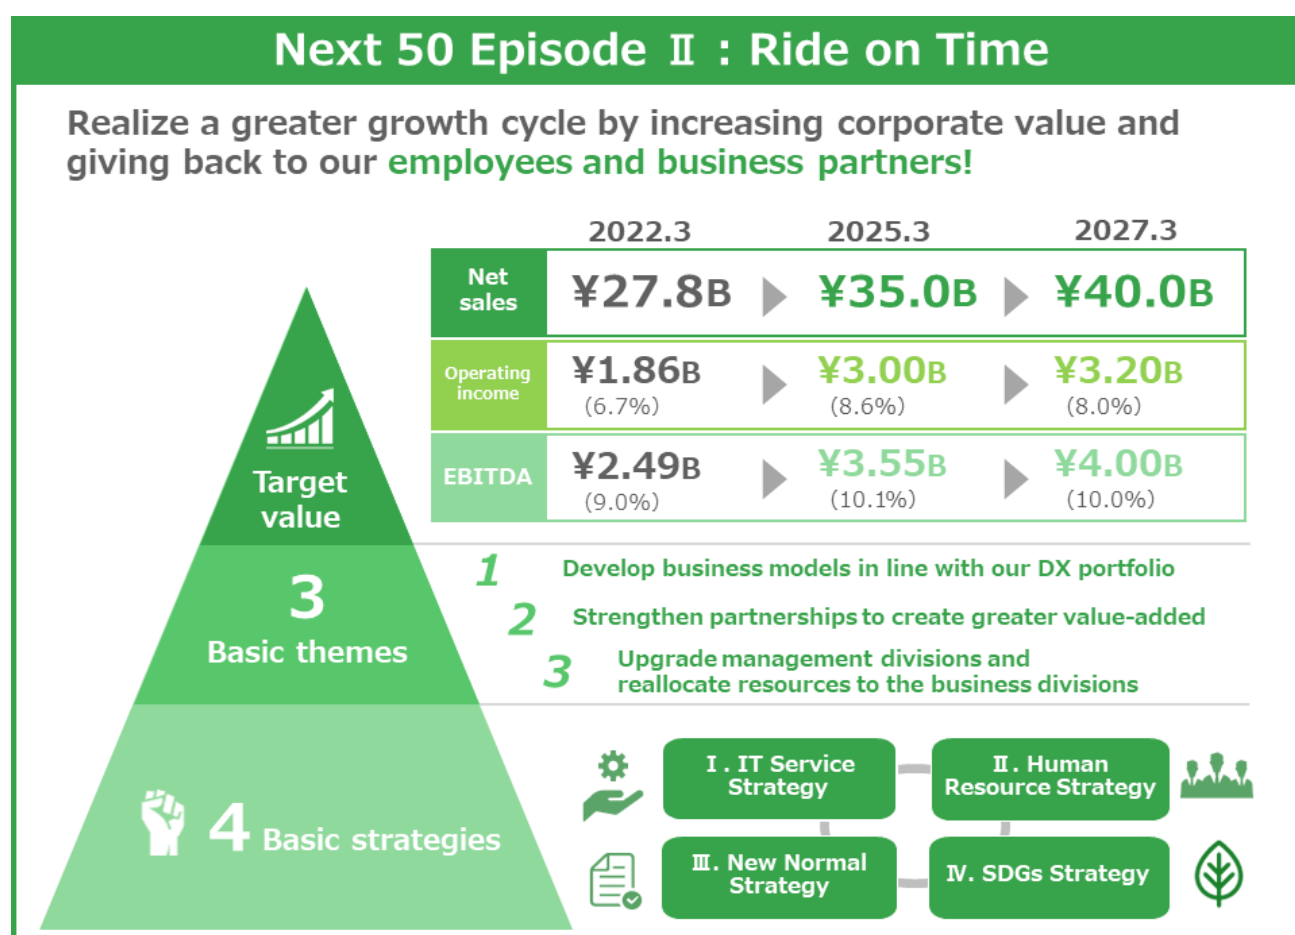 Next 50 Episode Ⅱ : Ride on Time
Realize a greater growth cycle by increasing corporate value and
giving back to our employees and business partners!
2022.3 2025.3 2027.3
Net
sales
¥27.8B ¥35.0B ¥40.0B
Operating
income
¥1.86B ¥3.00B ¥3.20B
(6.7%) (8.6%) (8.0%)
EBITDA
¥2.49B ¥3.55B ¥4.00B
(9.0%) (10.1%) (10.0%)
Target
value
3
Basic themes
1 Develop business models in line with our DX portfolio
2 Strengthen partnerships to create greater value-added
3 Upgrade management divisions and
reallocate resources to the business divisions
4 Basic strategies
Ⅰ. IT Service
Strategy
Ⅱ. Human
Resource Strategy
Ⅲ. New Normal
Strategy
Ⅳ. SDGs Strategy